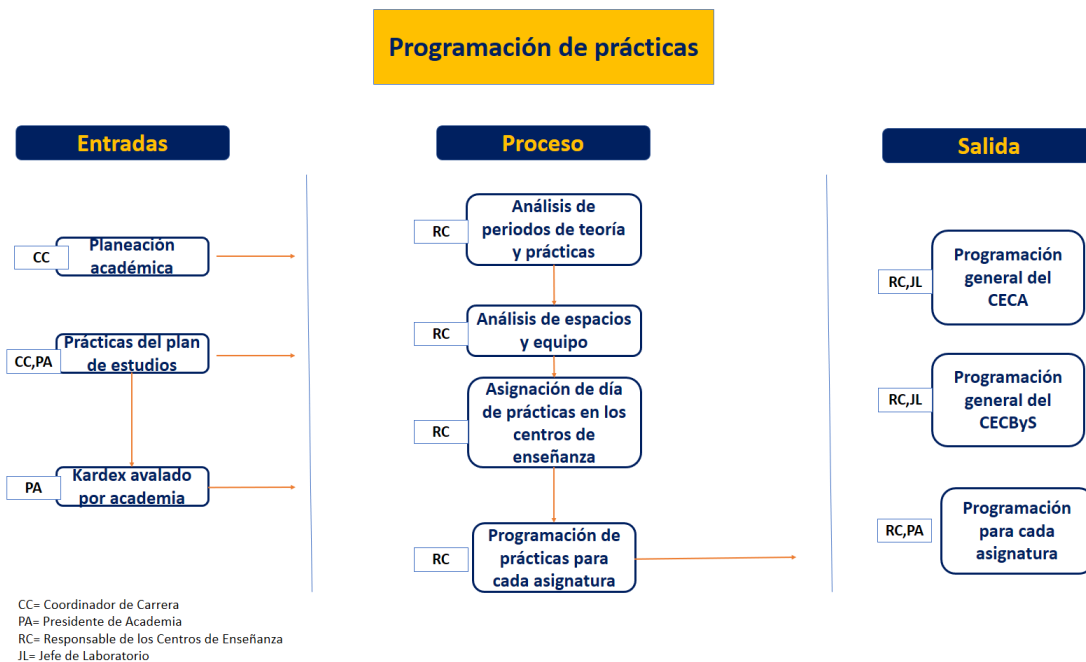 Programación de prácticas
Entradas
CC
Planeación
académica
CC,PA
Prácticas del plan
de estudios
PA
Kardex avalado
por academia
Proceso
RC
Análisis de
periodos de teoría
y prácticas
RC
Análisis de espacios
y equipo
RC
Asignación de día
de prácticas en los
centros de
enseñanza
RC
Programación de
prácticas para
cada asignatura
Salida
RC,JL
Programación
general del
CECA
RC,JL
Programación
general del
CECByS
RC,PA
Programación
para cada
asignatura
CC= Coordinador de Carrera
PA= Presidente de Academia
RC= Responsable de los Centros de Enseñanza
JL= Jefe de Laboratorio